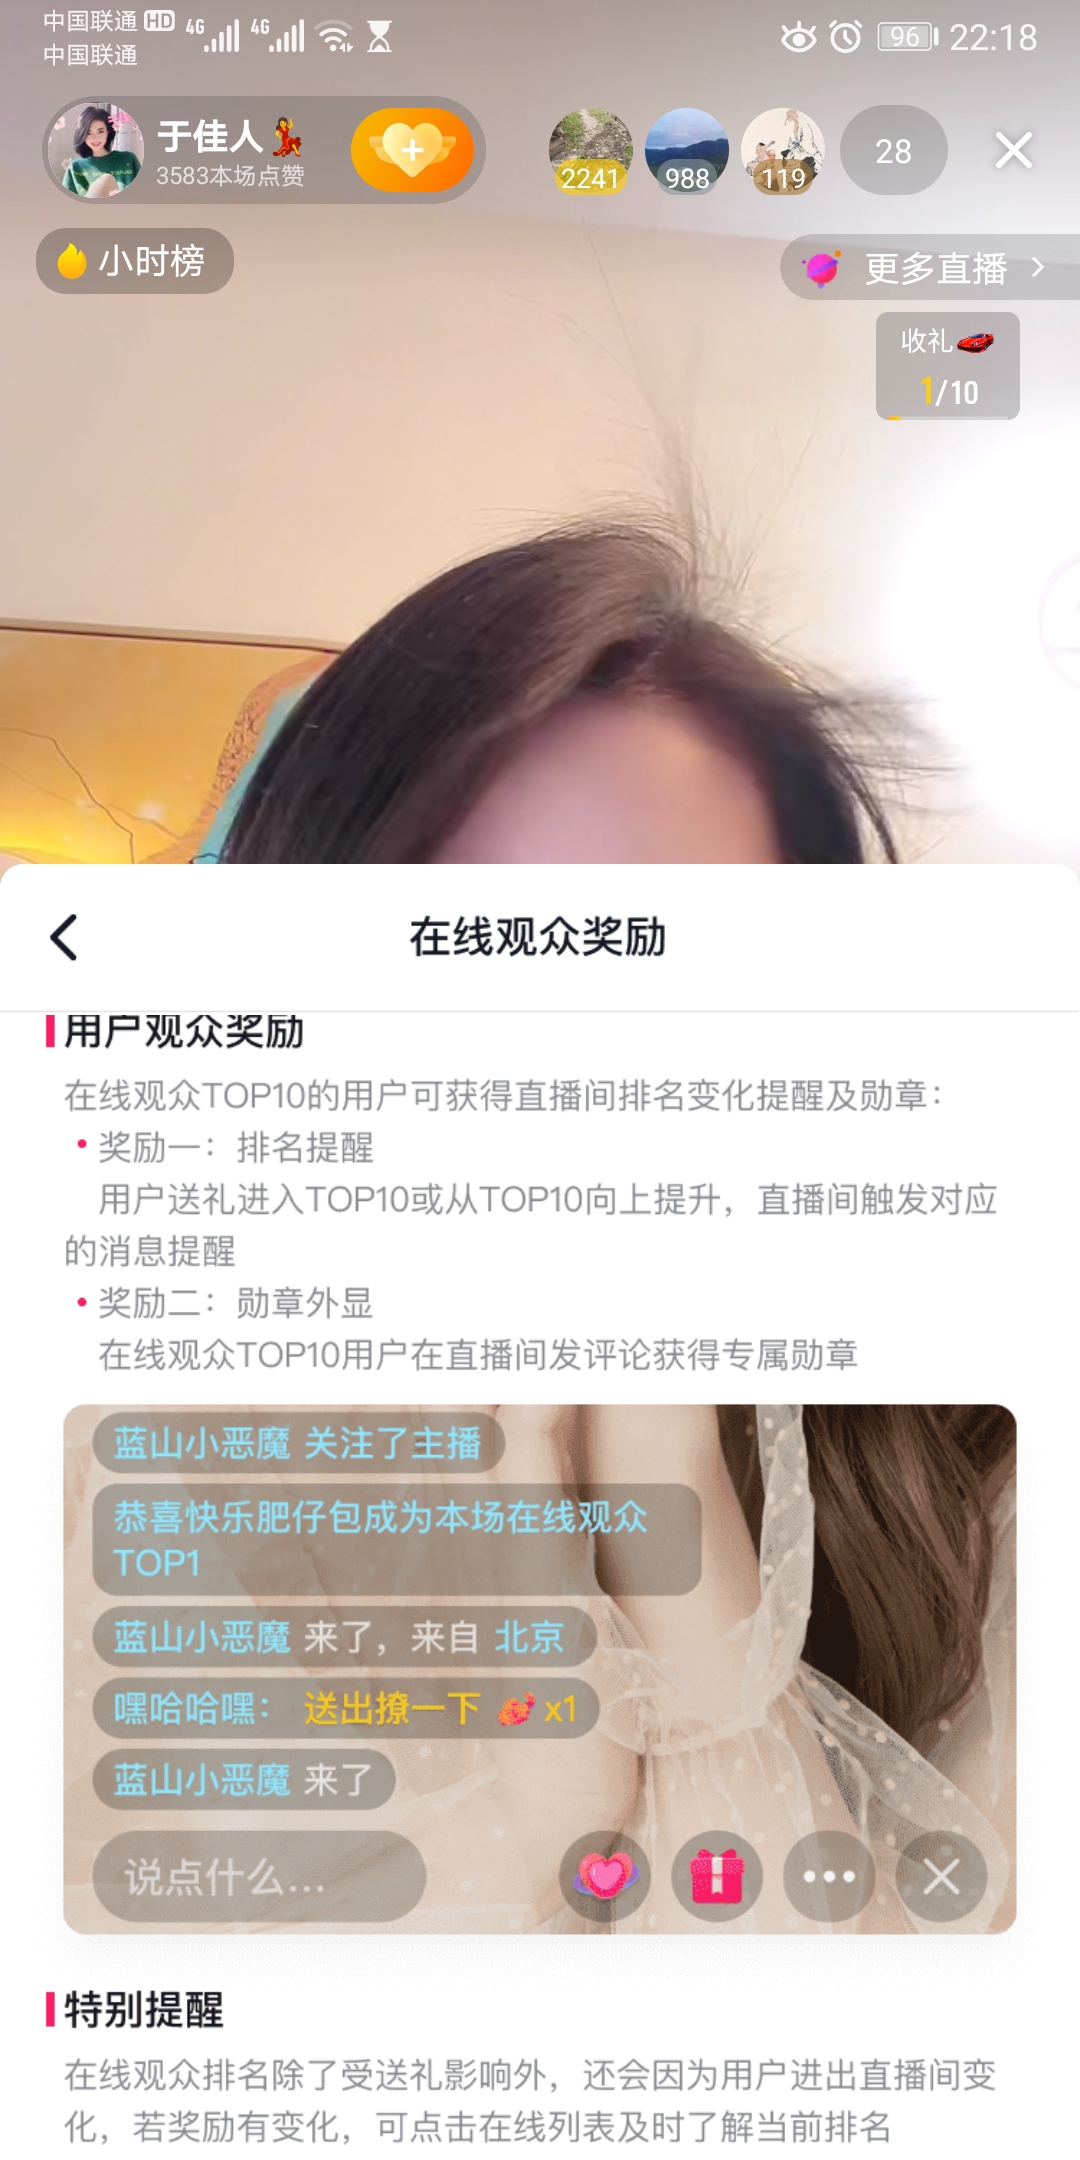 中国联通 HD 4G 4G 96 22:18
中国联通
于佳人
3583本场点赞
2241 988 119 28
小时榜
更多直播
收礼
1/10
在线观众奖励
用户观众奖励
在线观众TOP10的用户可获得直播间排名变化提醒及勋章：
• 奖励一：排名提醒
用户送礼进入TOP10或从TOP10向上提升，直播间触发对应
的消息提醒
• 奖励二：勋章外显
在线观众TOP10用户在直播间发评论获得专属勋章
蓝山小恶魔 关注了主播
恭喜快乐肥仔包成为本场在线观众
TOP1
蓝山小恶魔 来了，来自 北京
嘿哈哈嘿： 送出撩一下 x1
蓝山小恶魔 来了
说点什么...
特别提醒
在线观众排名除了受送礼影响外，还会因为用户进出直播间变
化，若奖励有变化，可点击在线列表及时了解当前排名